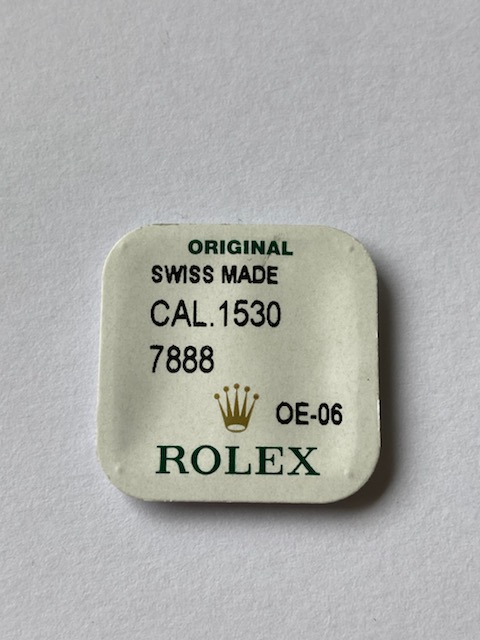 ORIGINAL
SWISS MADE
CAL.1530
7888
OE-06
ROLEX